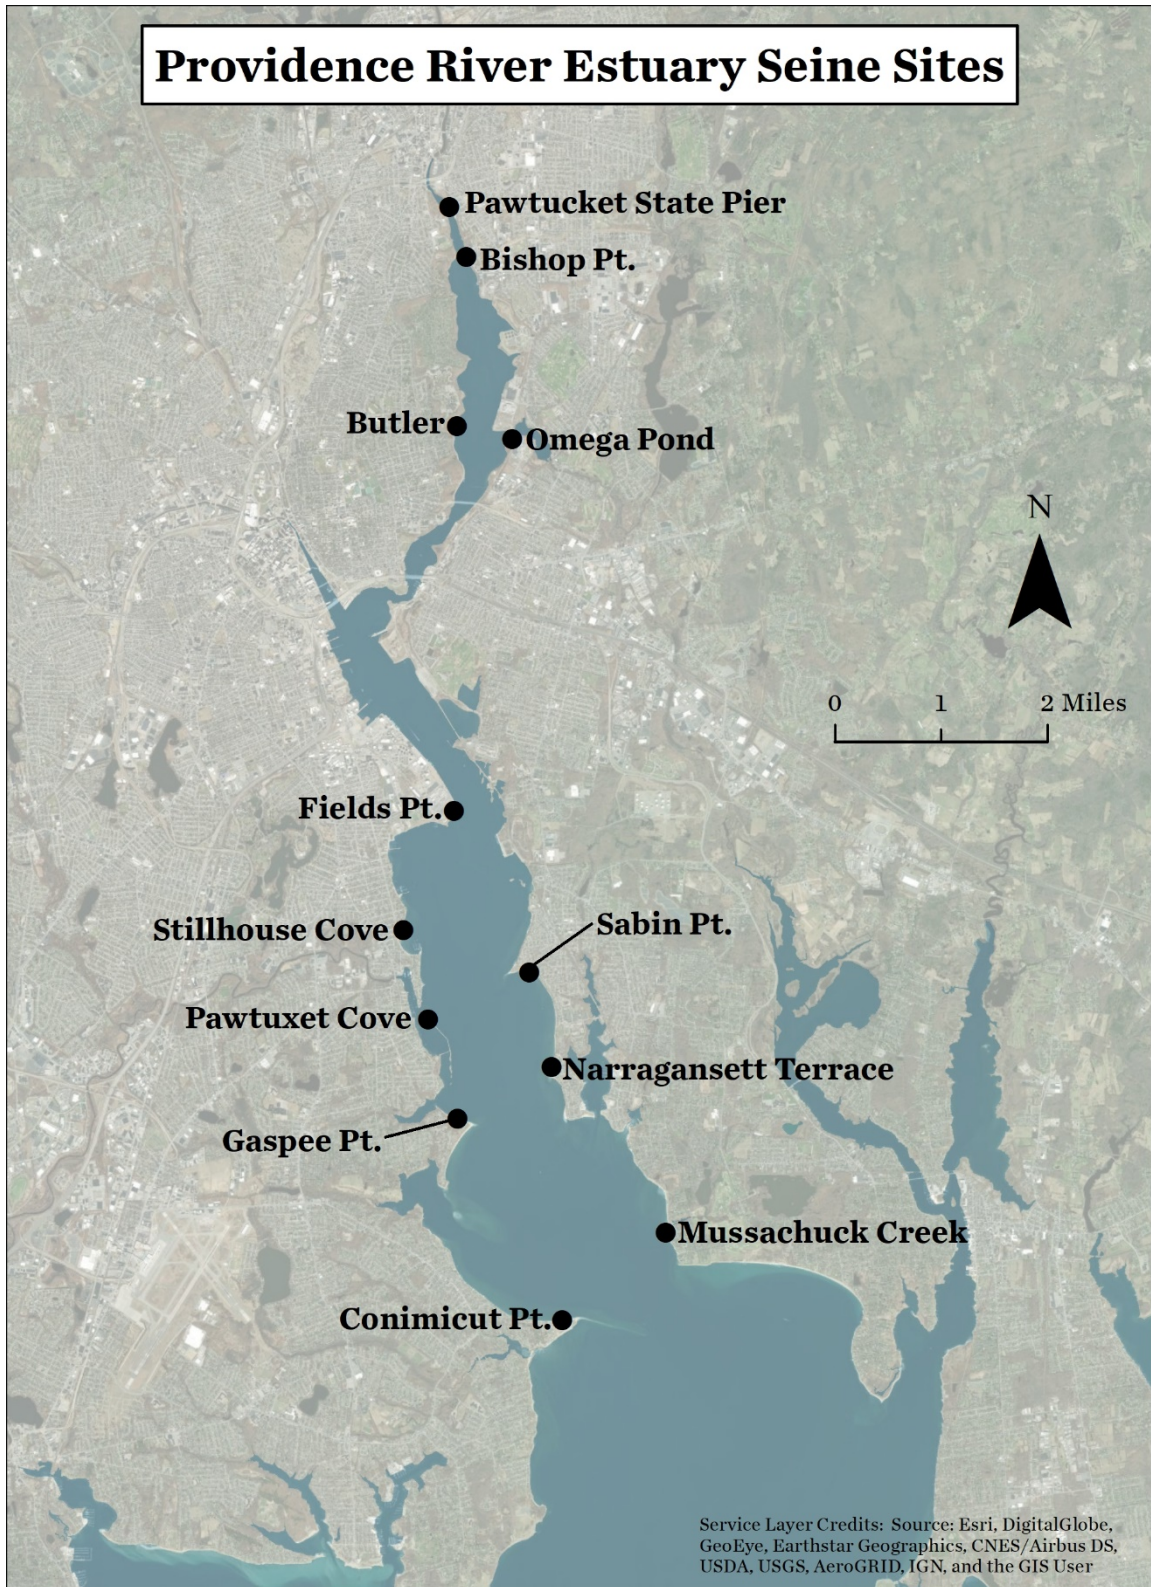 Providence River Estuary Seine Sites
Pawtucket State Pier
Bishop Pt.
Butler
Omega Pond
N
0 1 2 Miles
Fields Pt.
Stillhouse Cove
Sabin Pt.
Pawtuxet Cove
Narragansett Terrace
Gaspee Pt.
Mussachuck Creek
Conimicut Pt.
Service Layer Credits: Source: Esri, DigitalGlobe,
GeoEye, Earthstar Geographics, CNES/Airbus DS,
USDA, USGS, AeroGRID, IGN, and the GIS User